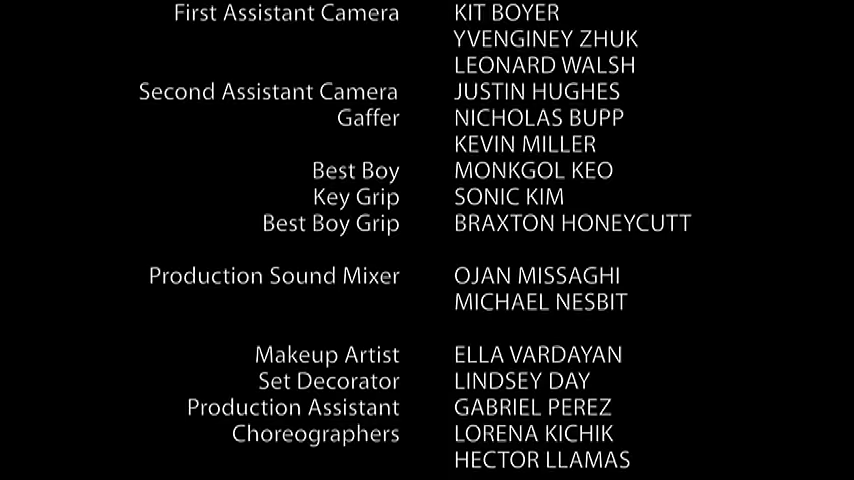 First Assistant Camera KIT BOYER
YVENGINEY ZHUK
LEONARD WALSH
Second Assistant Camera JUSTIN HUGHES
Gaffer NICHOLAS BUPP
KEVIN MILLER
Best Boy MONKGOL KEO
Key Grip SONIC KIM
Best Boy Grip BRAXTON HONEYCUTT
Production Sound Mixer OJAN MISSAGHI
MICHAEL NESBIT
Makeup Artist ELLA VARDAYAN
Set Decorator LINDSEY DAY
Production Assistant GABRIEL PEREZ
Choreographers LORENA KICHIK
HECTOR LLAMAS